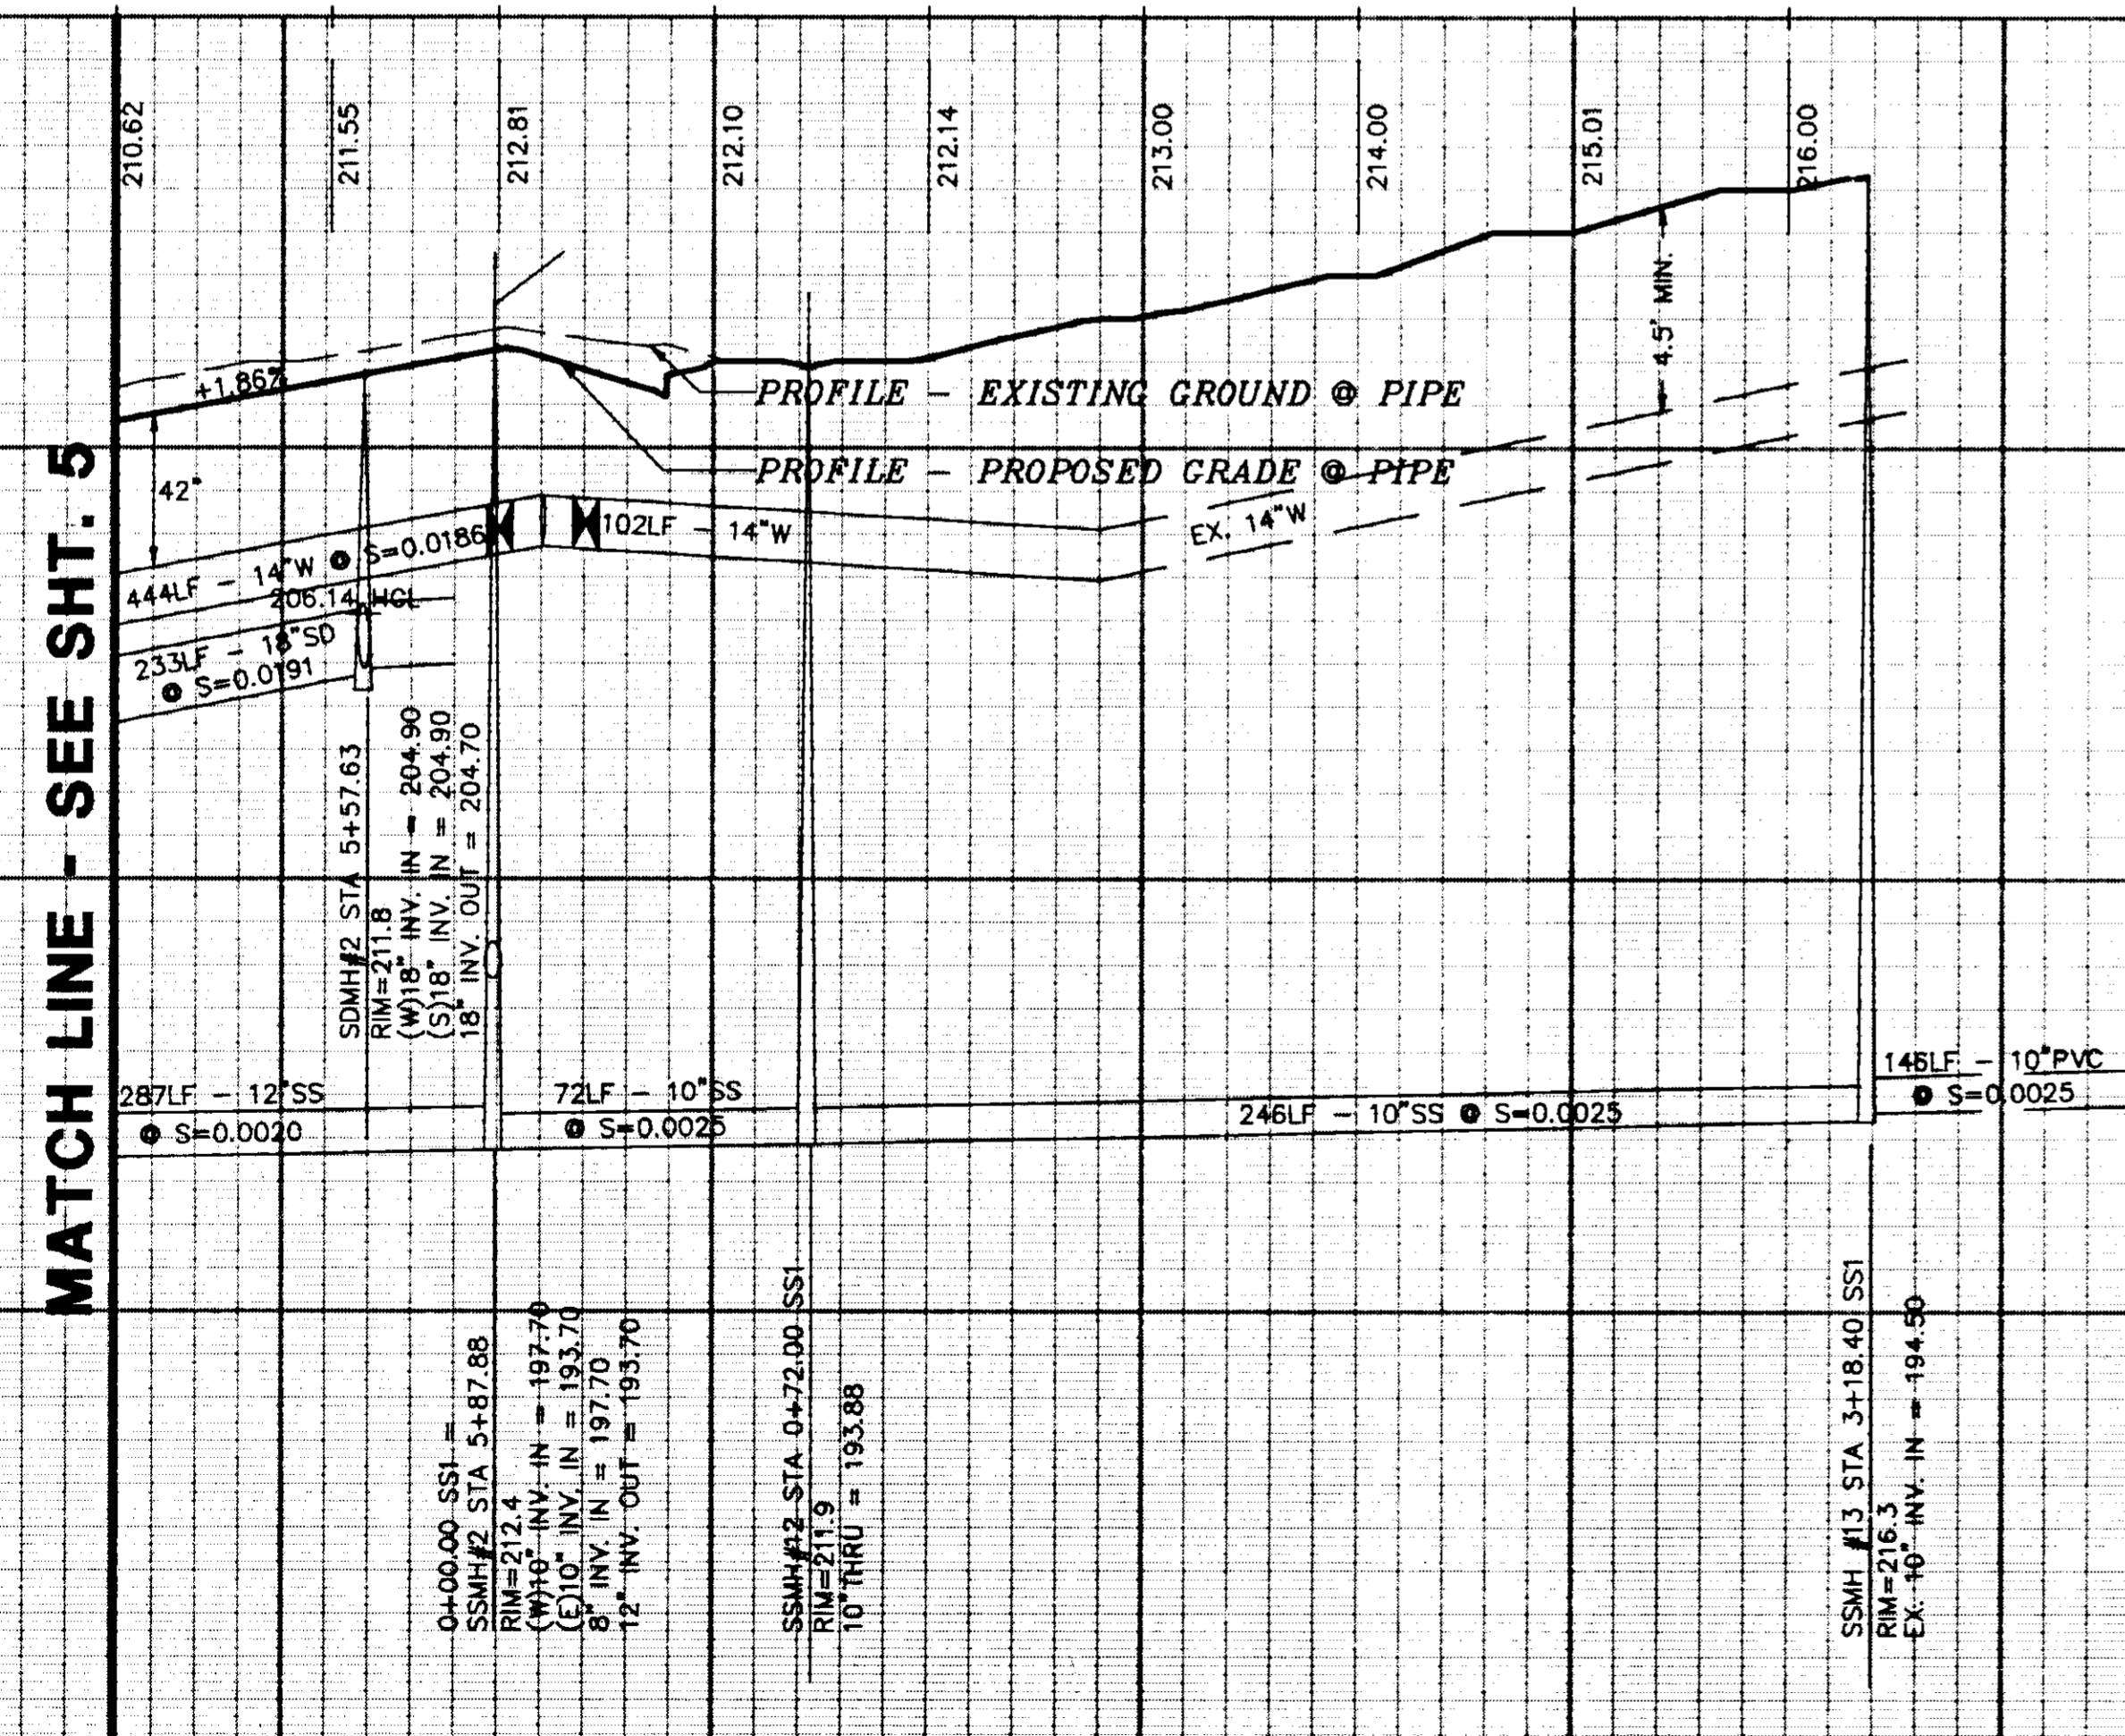 210.62
211.55
212.81
212.10
212.14
213.00
214.00
215.01
216.00
+1.86%
4.5' MIN.
PROFILE - EXISTING GROUND @ PIPE
PROFILE - PROPOSED GRADE @ PIPE
42"
444LF - 14"W @ S=0.0186
102LF - 14"W
EX. 14"W
206.14 HGL
233LF - 18"SD
@ S=0.0191
MATCH LINE - SEE SHT. 5
SDMH#2 STA 5+57.63
RIM=211.8
(W)18" INV. IN = 204.90
(S)18" INV. IN = 204.90
18" INV. OUT = 204.70
287LF - 12"SS
@ S=0.0020
72LF - 10"SS
@ S=0.0025
246LF - 10"SS @ S=0.0025
146LF - 10"PVC
@ S=0.0025
0+00.00 SS1 =
SSMH#2 STA 5+87.88
RIM=212.4
(W)10" INV. IN = 197.70
(E)10" INV. IN = 193.70
8" INV. IN = 197.70
12" INV. OUT = 193.70
SSMH#12 STA 0+72.00 SS1
RIM=211.9
10"THRU = 193.88
SSMH #13 STA 3+18.40 SS1
RIM=216.3
EX. 10" INV. IN = 194.50